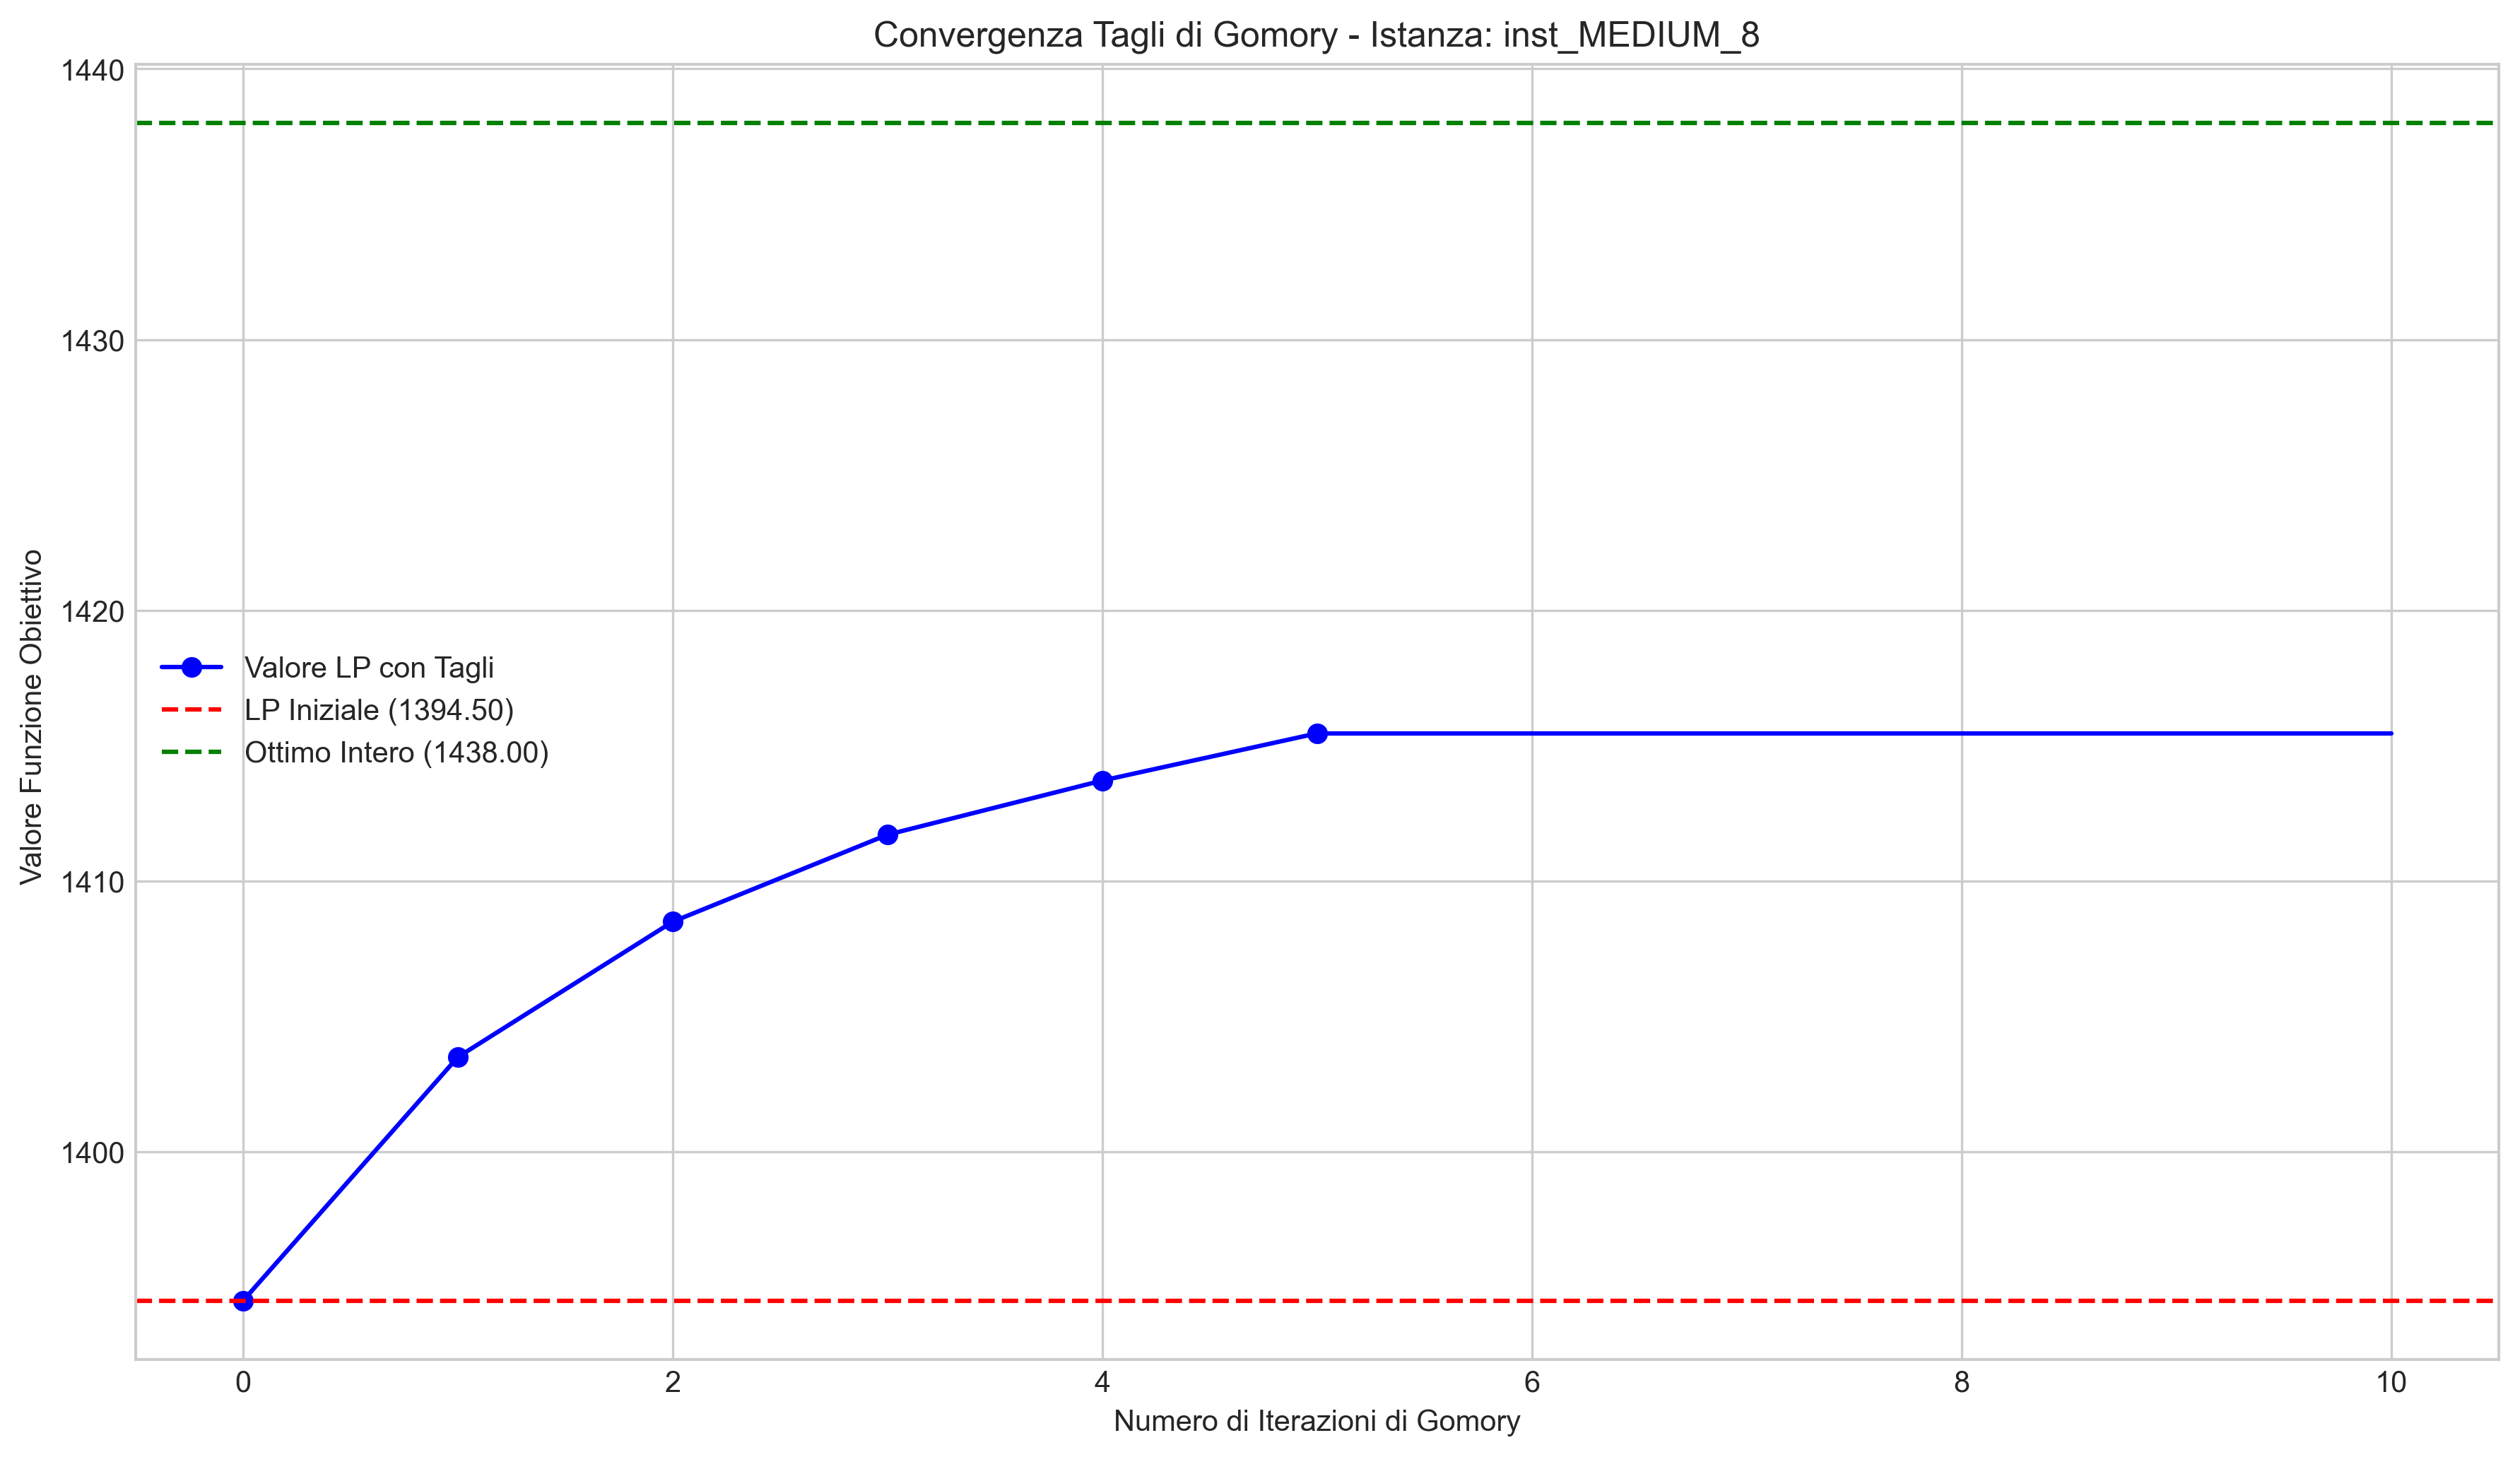 Convergenza Tagli di Gomory - Istanza: inst_MEDIUM_8
Valore Funzione Obiettivo
1440
1430
1420
1410
1400
Valore LP con Tagli
LP Iniziale (1394.50)
Ottimo Intero (1438.00)
0 2 4 6 8 10
Numero di Iterazioni di Gomory